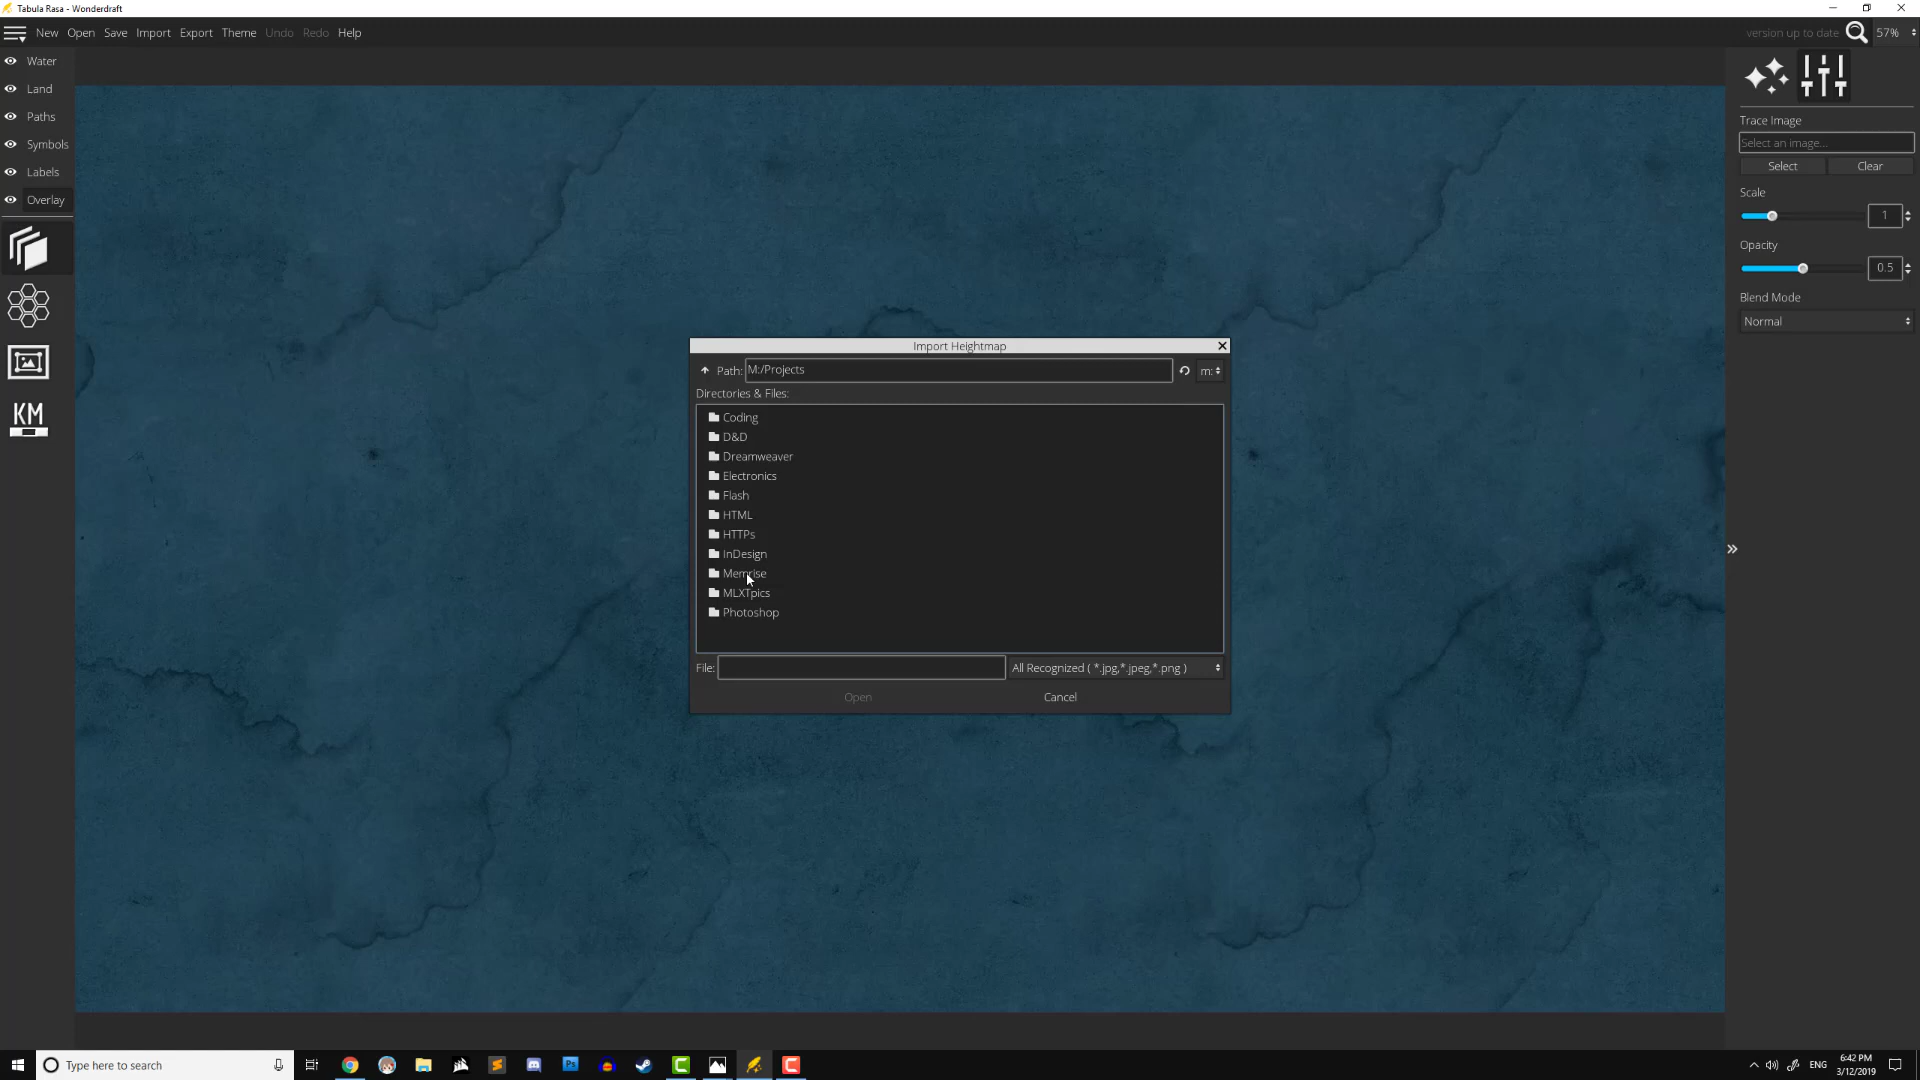 Tabula Rasa - Wonderdraft
New Open Save Import Export Theme Undo Redo Help
version up to date 57%
Water
Land
Paths
Symbols
Labels
Overlay
KM
Trace Image
Select an image...
Select Clear
Scale
1
Opacity
0.5
Blend Mode
Normal
Import Heightmap
Path: M:/Projects m:
Directories & Files:
Coding
D&D
Dreamweaver
Electronics
Flash
HTML
HTTPs
InDesign
Memrise
MLXTpics
Photoshop
File: All Recognized ( *.jpg,*.jpeg,*.png )
Open Cancel
Type here to search
Ps
ENG
6:42 PM
3/12/2019